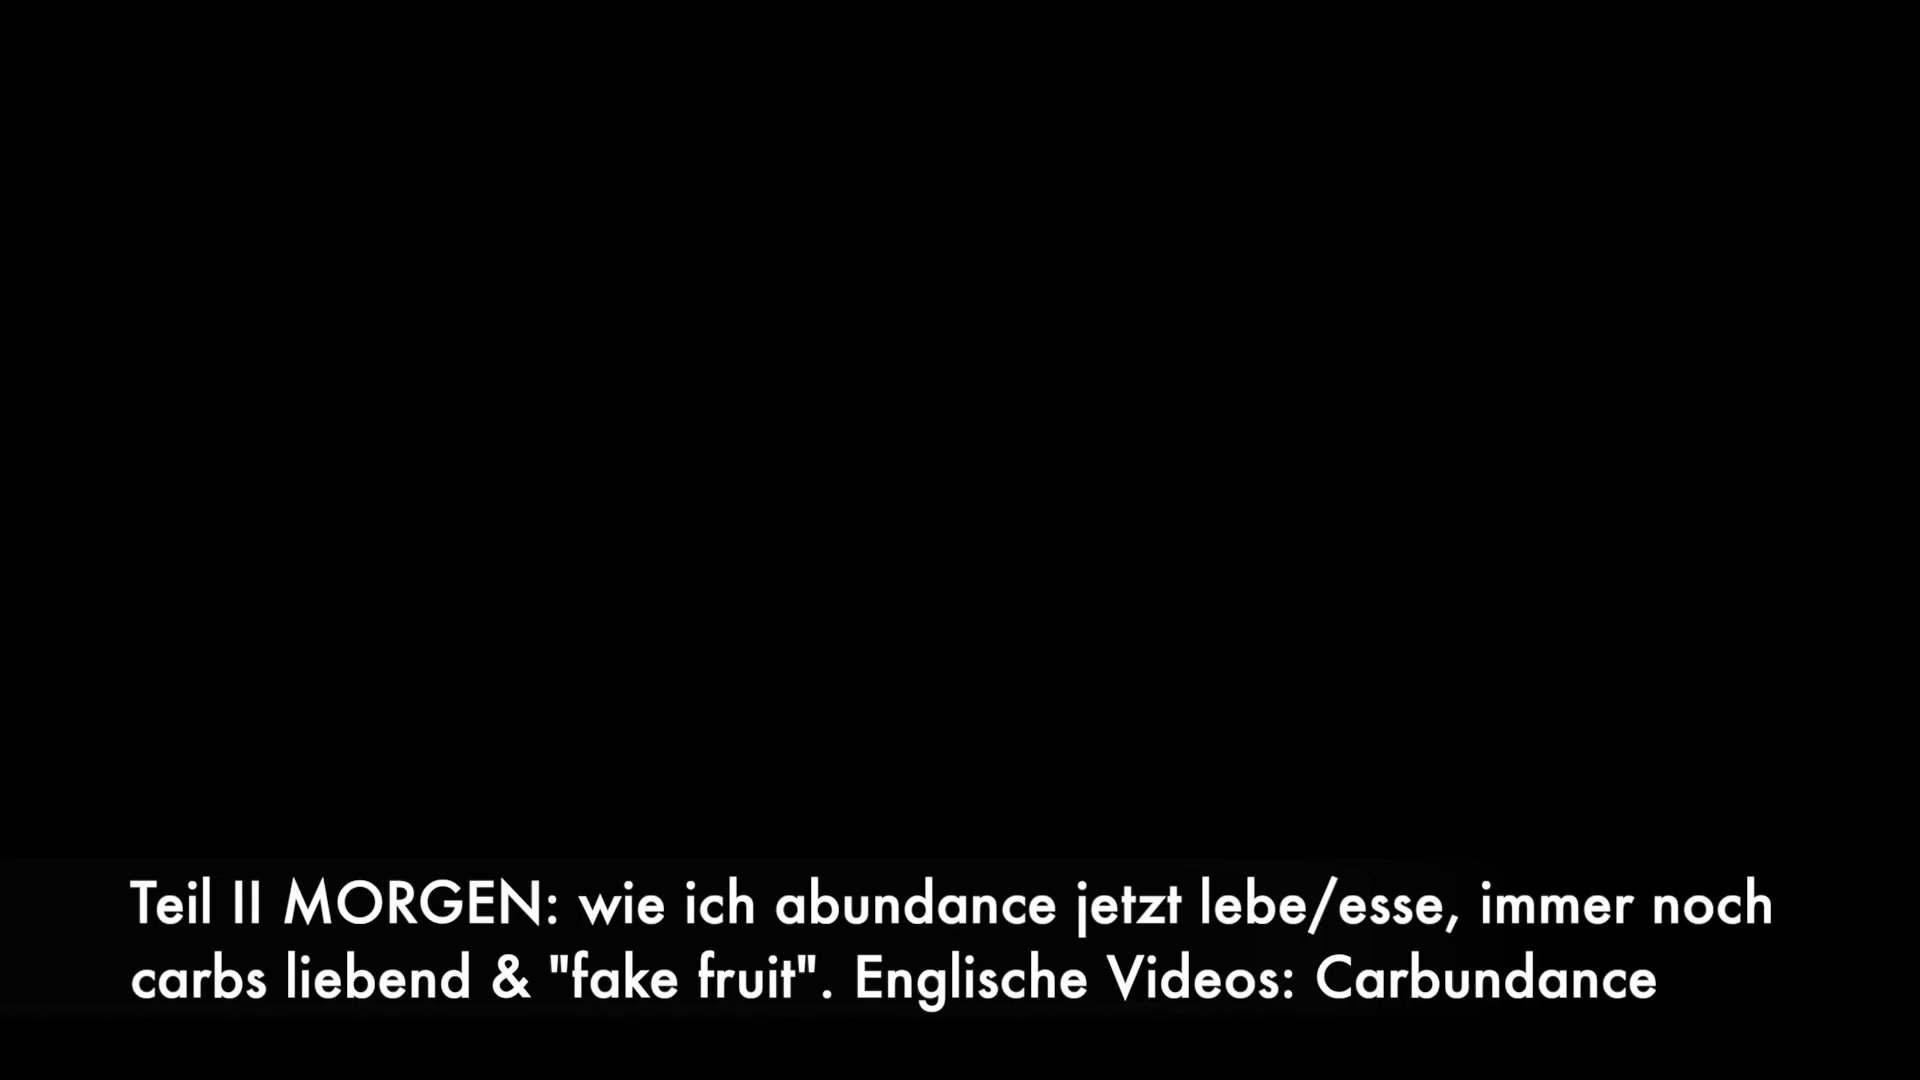 Teil II MORGEN: wie ich abundance jetzt lebe/esse, immer noch
carbs liebend & "fake fruit". Englische Videos: Carbundance